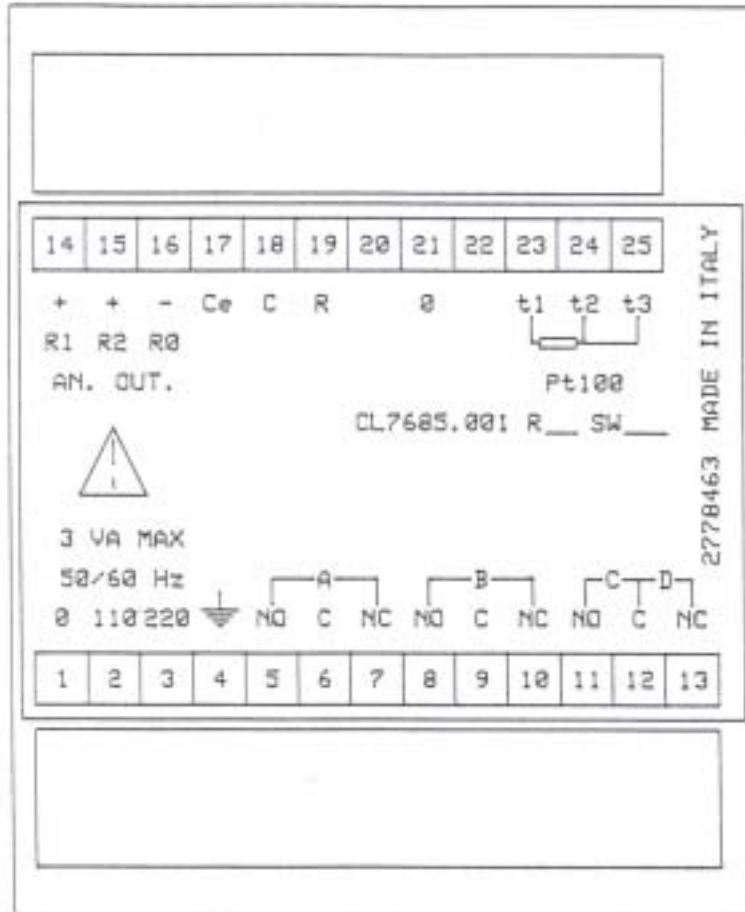 14 15 16 17 18 19 20 21 22 23 24 25
+ + - Ce C R 0 t1 t2 t3
R1 R2 R0
AN. OUT.
Pt100
CL7685.001 R__ SW___
2778463 MADE IN ITALY
3 VA MAX
50/60 Hz
A B C D
0 110 220 NO C NC NO C NC NO C NC
1 2 3 4 5 6 7 8 9 10 11 12 13